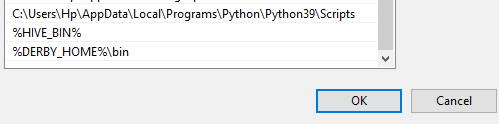 C:\Users\Hp\AppData\Local\Programs\Python\Python39\Scripts
%HIVE_BIN%
%DERBY_HOME%\bin
OK Cancel